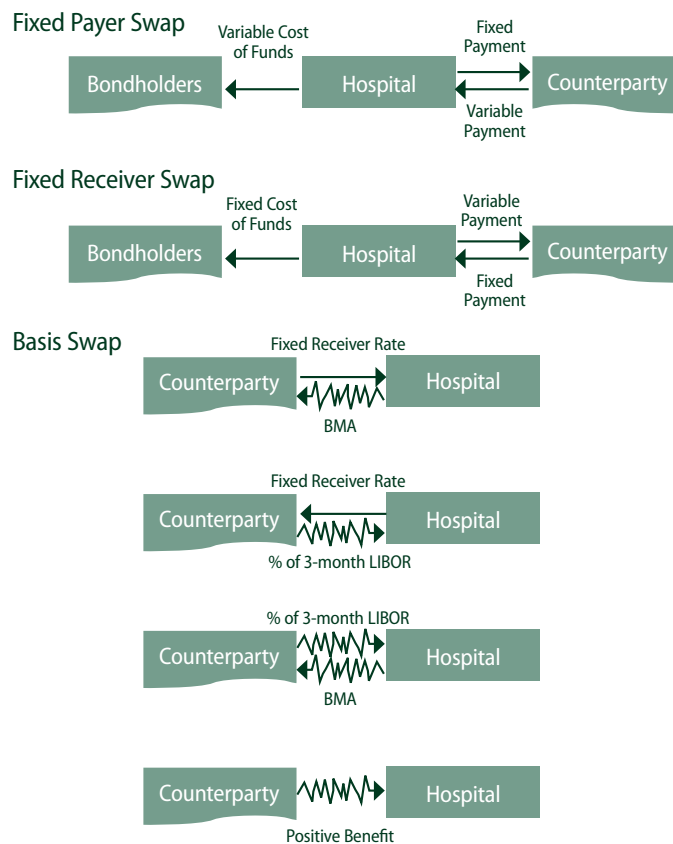 Fixed Payer Swap
Variable Cost
of Funds
Fixed
Payment
Bondholders
Hospital
Counterparty
Variable
Payment
Fixed Receiver Swap
Fixed Cost
of Funds
Variable
Payment
Bondholders
Hospital
Counterparty
Fixed
Payment
Basis Swap
Fixed Receiver Rate
Counterparty
Hospital
BMA
Fixed Receiver Rate
Counterparty
Hospital
% of 3-month LIBOR
% of 3-month LIBOR
Counterparty
Hospital
BMA
Counterparty
Hospital
Positive Benefit